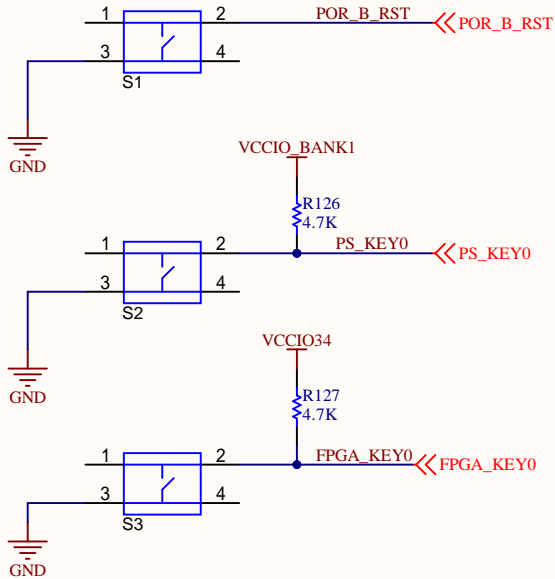 1 2 POR_B_RST POR_B_RST
3 4
S1
GND
VCCIO_BANK1
R126
4.7K
1 2 PS_KEY0 PS_KEY0
3 4
S2
GND
VCCIO34
R127
4.7K
1 2 FPGA_KEY0 FPGA_KEY0
3 4
S3
GND